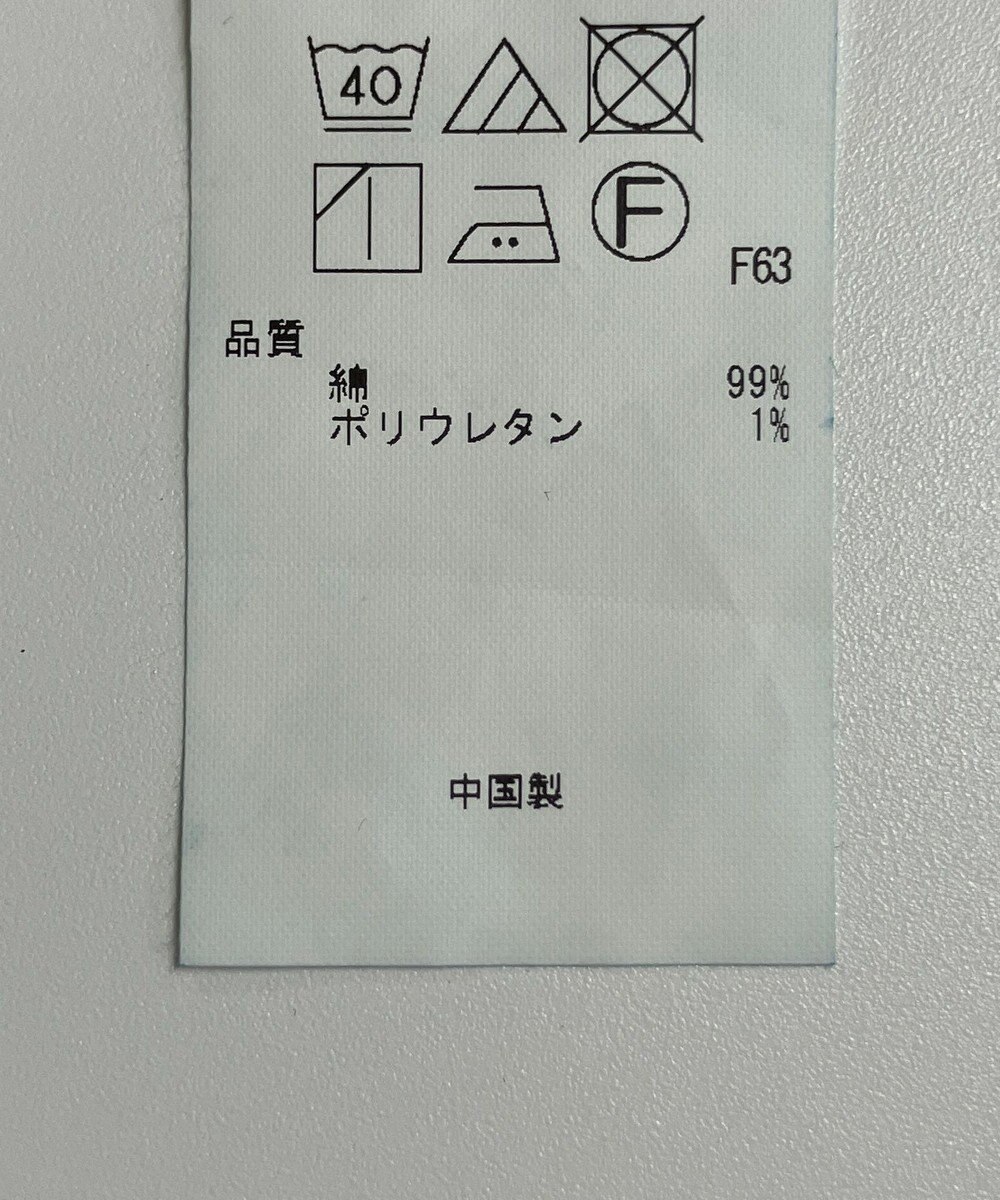 40
F
F63
品質
綿 99%
ポリウレタン 1%
中国製